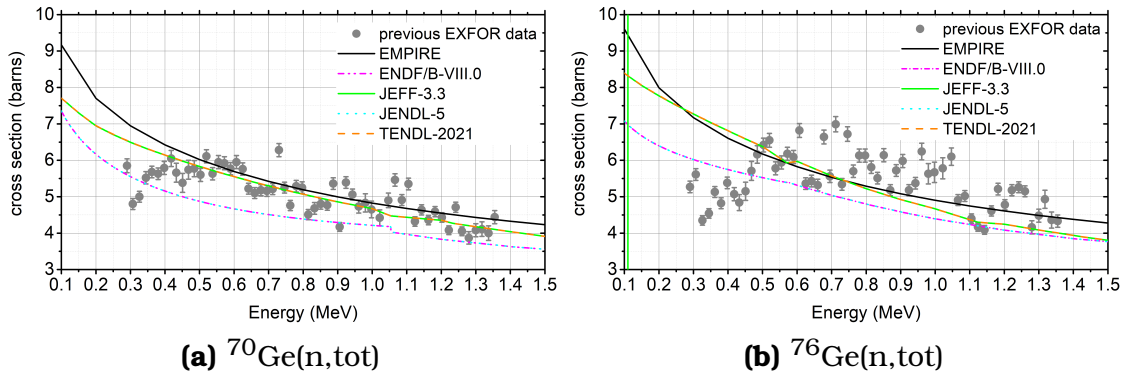 cross section (barns)
11
10
9
8
7
6
5
4
3
previous EXFOR data
EMPIRE
ENDF/B-VIII.0
JEFF-3.3
JENDL-5
TENDL-2021
0.1 0.2 0.3 0.4 0.5 0.6 0.7 0.8 0.9 1.0 1.1 1.2 1.3 1.4 1.5
Energy (MeV)
(a) ⁷⁰Ge(n,tot)
cross section (barns)
10
9
8
7
6
5
4
3
previous EXFOR data
EMPIRE
ENDF/B-VIII.0
JEFF-3.3
JENDL-5
TENDL-2021
0.1 0.2 0.3 0.4 0.5 0.6 0.7 0.8 0.9 1.0 1.1 1.2 1.3 1.4 1.5
Energy (MeV)
(b) ⁷⁶Ge(n,tot)